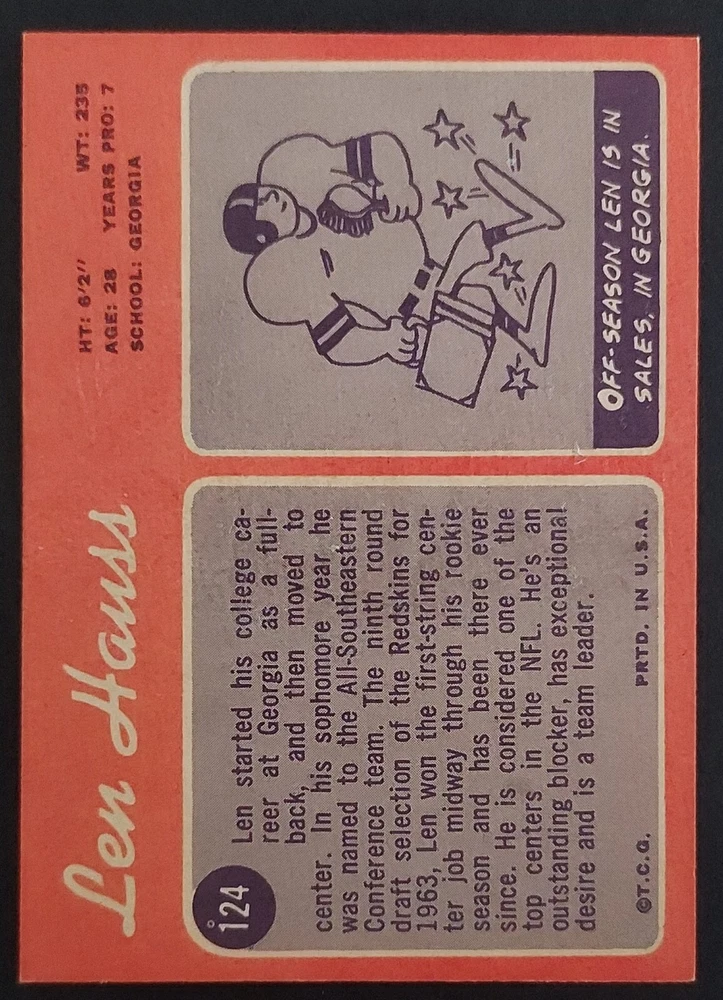 Len Hauss
HT: 6'2" WT: 235
AGE: 28 YEARS PRO: 7
SCHOOL: GEORGIA
124
Len started his college ca-
reer at Georgia as a full-
back, and then moved to
center. In his sophomore year he
was named to the All-Southeastern
Conference team. The ninth round
draft selection of the Redskins for
1963, Len won the first-string cen-
ter job midway through his rookie
season and has been there ever
since. He is considered one of the
top centers in the NFL. He's an
outstanding blocker, has exceptional
desire and is a team leader.
©T.C.G. PRTD. IN U.S.A.
OFF-SEASON LEN IS IN
SALES, IN GEORGIA.